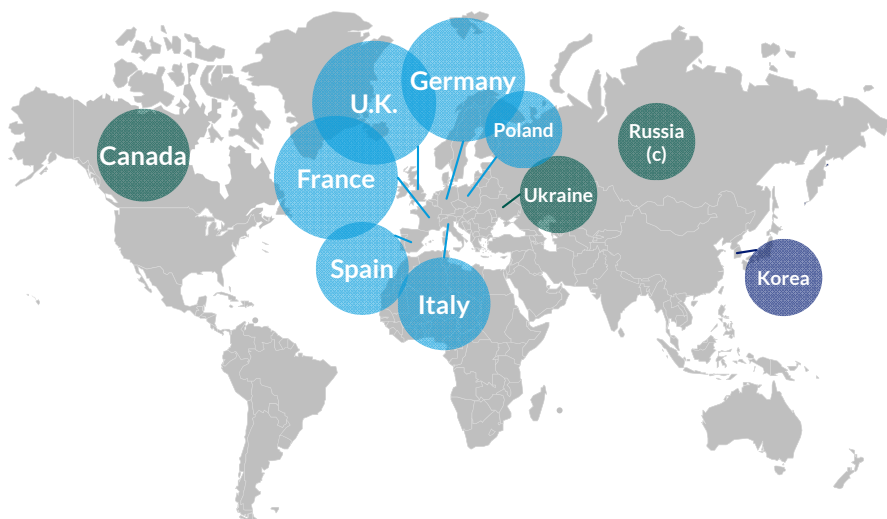 Germany
U.K.
Poland
Canada
Russia
(c)
France
Ukraine
Spain
Korea
Italy